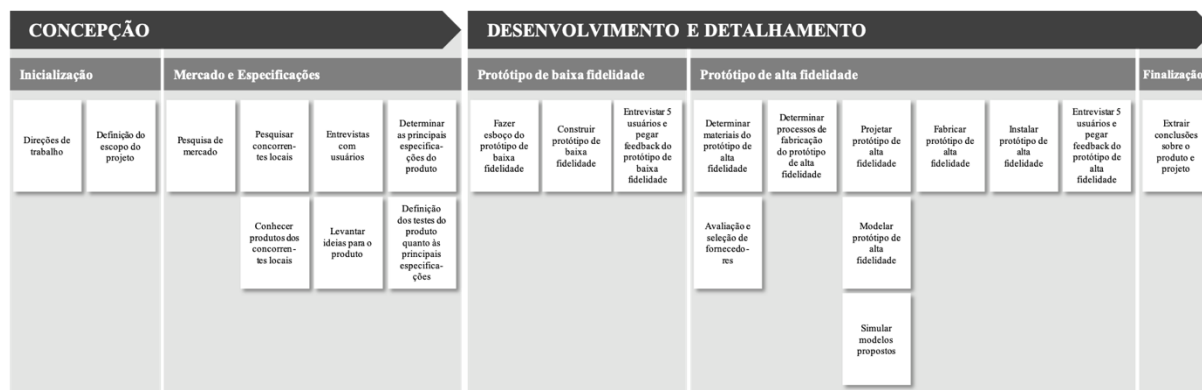 CONCEPÇÃO
DESENVOLVIMENTO E DETALHAMENTO
Inicialização
Mercado e Especificações
Protótipo de baixa fidelidade
Protótipo de alta fidelidade
Finalização
Direções de
trabalho
Definição do
escopo do
projeto
Pesquisa de
mercado
Pesquisar
concorren-
tes locais
Entrevistas
com
usuários
Determinar
as principais
especifica-
ções do
produto
Fazer
esboço do
protótipo de
baixa
fidelidade
Construir
protótipo de
baixa
fidelidade
Entrevistar 5
usuários e
pegar
feedback do
protótipo de
baixa
fidelidade
Determinar
materiais do
protótipo de
alta
fidelidade
Determinar
processos de
fabricação
do protótipo
de alta
fidelidade
Projetar
protótipo de
alta
fidelidade
Fabricar
protótipo de
alta
fidelidade
Instalar
protótipo de
alta
fidelidade
Entrevistar 5
usuários e
pegar
feedback do
protótipo de
alta
fidelidade
Extrair
conclusões
sobre o
produto e
projeto
Conhecer
produtos dos
concorren-
tes locais
Levantar
ideias para o
produto
Definição
dos testes do
produto
quanto às
principais
especifica-
ções
Avaliação e
seleção de
fornecedo-
res
Modelar
protótipo de
alta
fidelidade
Simular
modelos
propostos